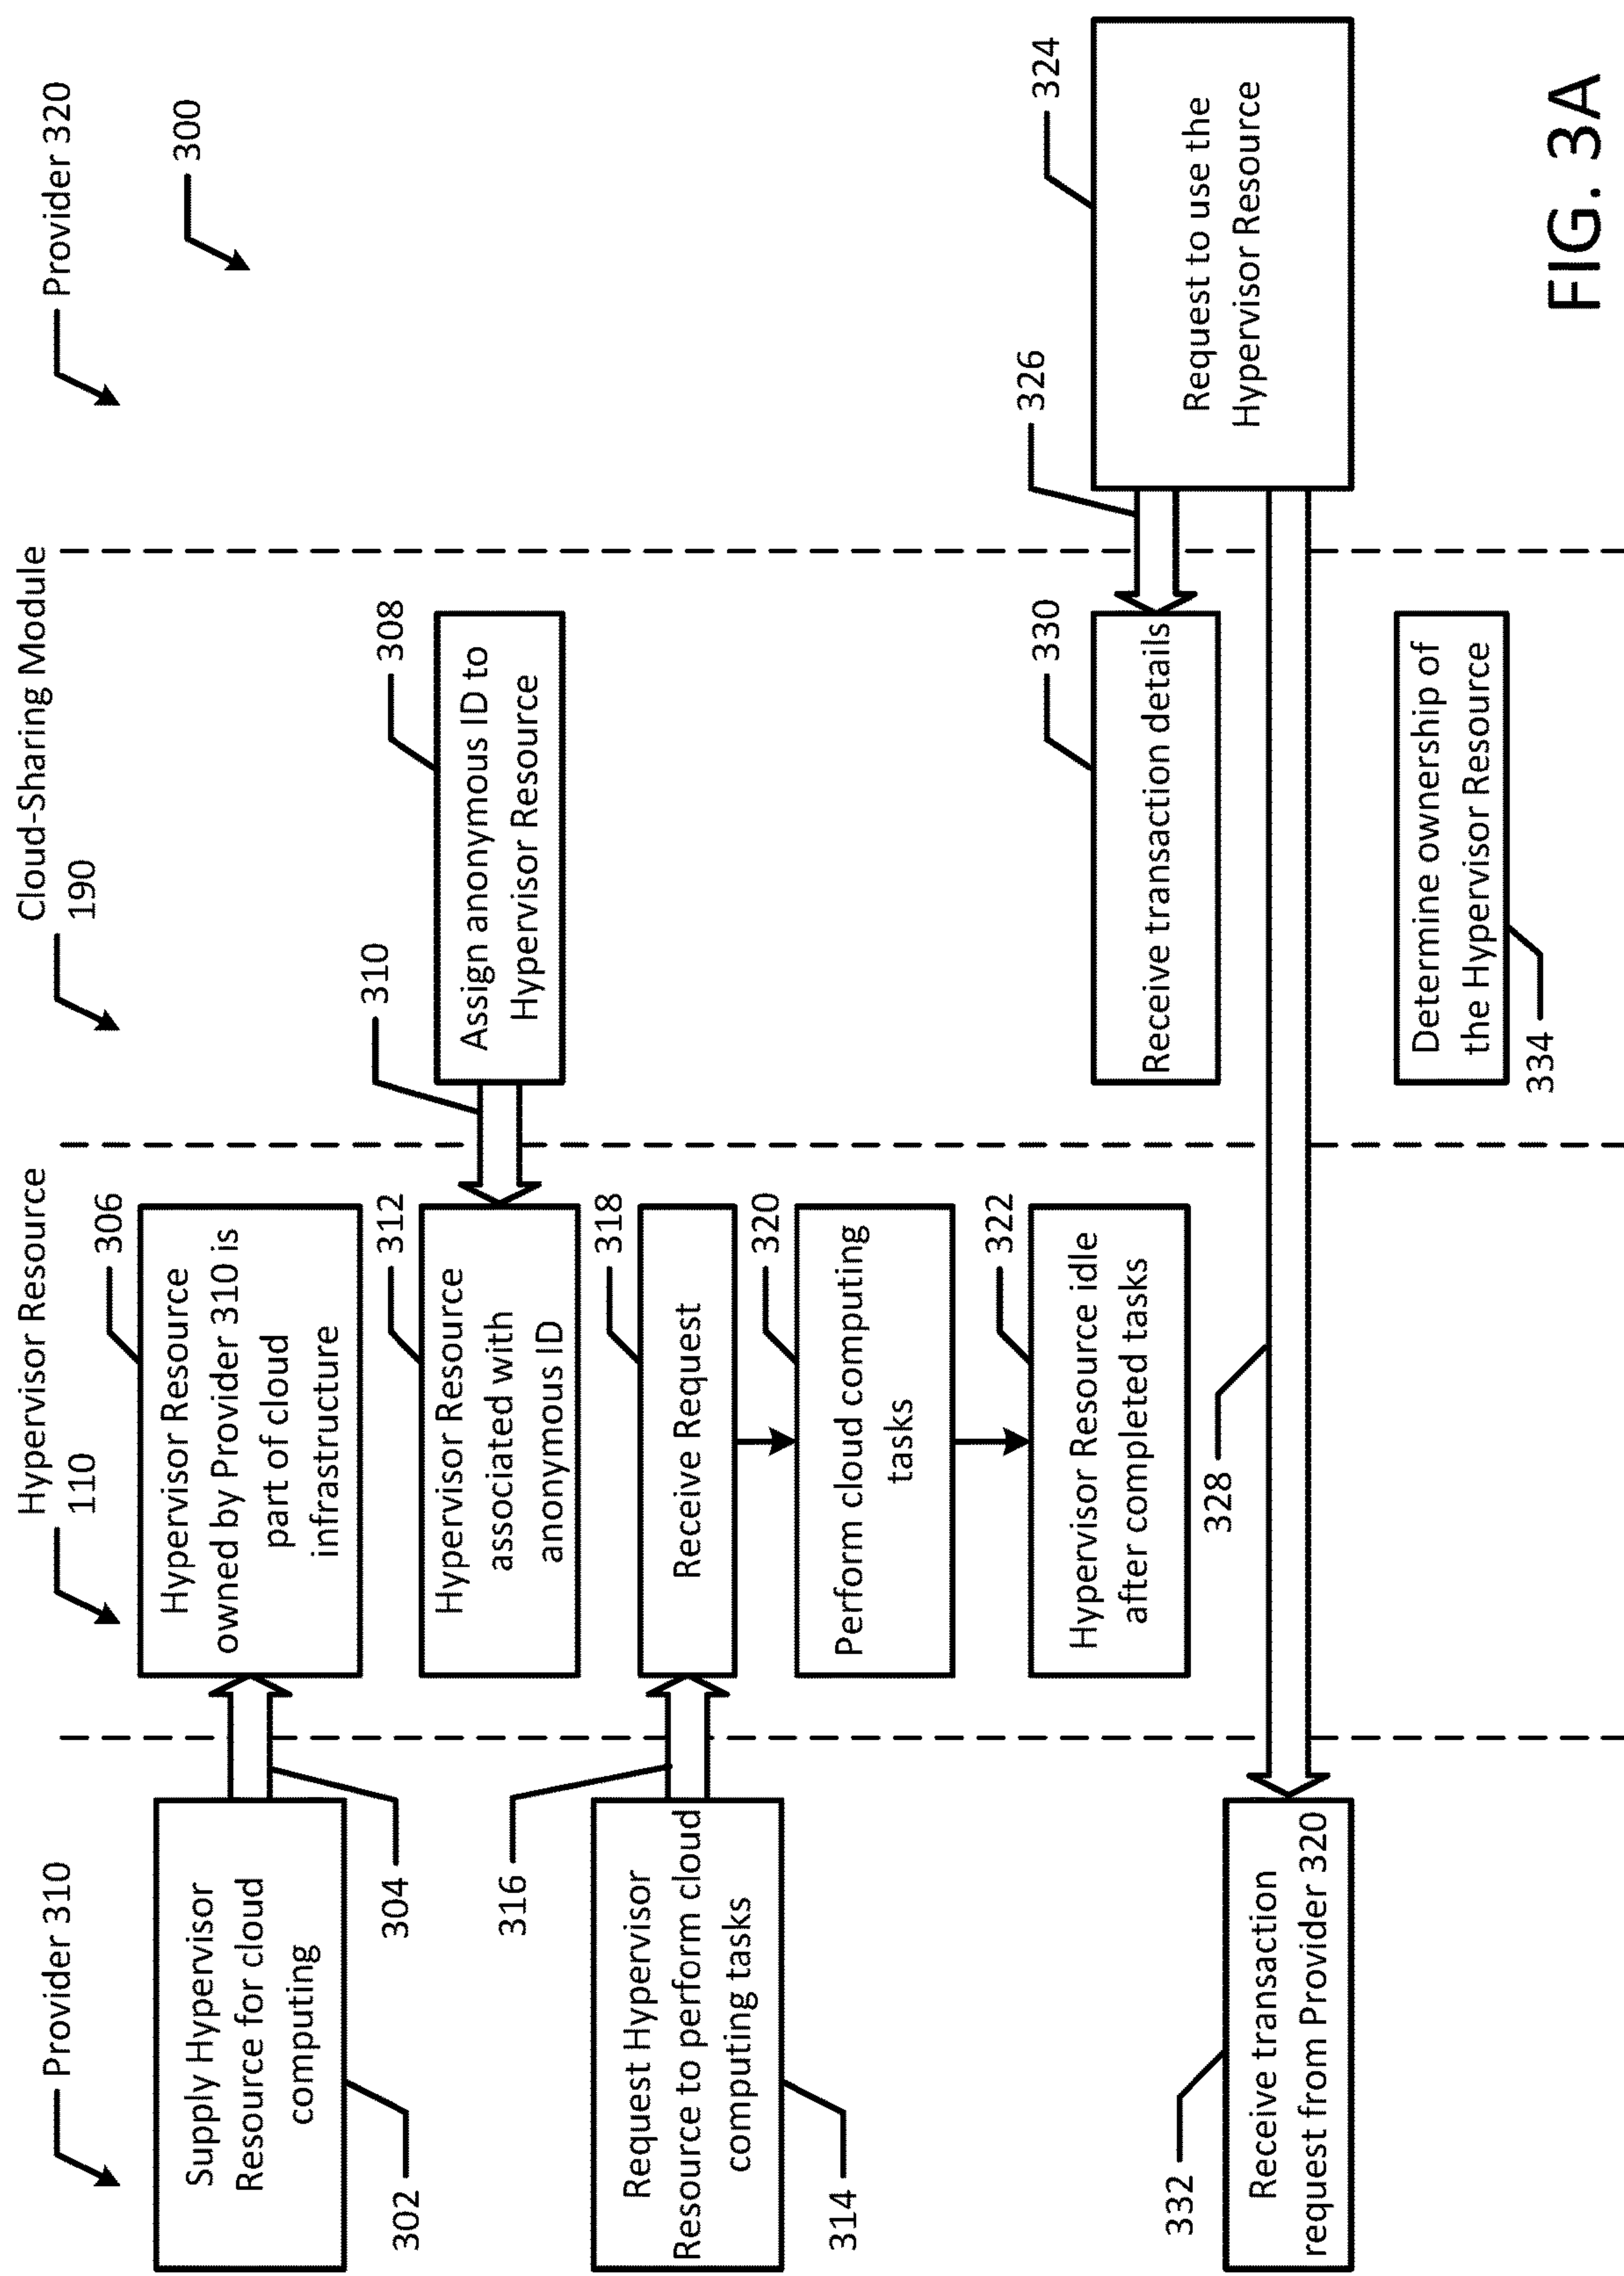 Provider 310
Hypervisor Resource
110
Cloud-Sharing Module
190
Provider 320
300
Supply Hypervisor
Resource for cloud
computing
302
304
306
Hypervisor Resource
owned by Provider 310 is
part of cloud
infrastructure
308
Assign anonymous ID to
Hypervisor Resource
310
312
Hypervisor Resource
associated with
anonymous ID
316
Request Hypervisor
Resource to perform cloud
computing tasks
314
318
Receive Request
320
Perform cloud computing
tasks
322
Hypervisor Resource idle
after completed tasks
324
Request to use the
Hypervisor Resource
326
330
Receive transaction details
328
332
Receive transaction
request from Provider 320
Determine ownership of
the Hypervisor Resource
334
FIG. 3A